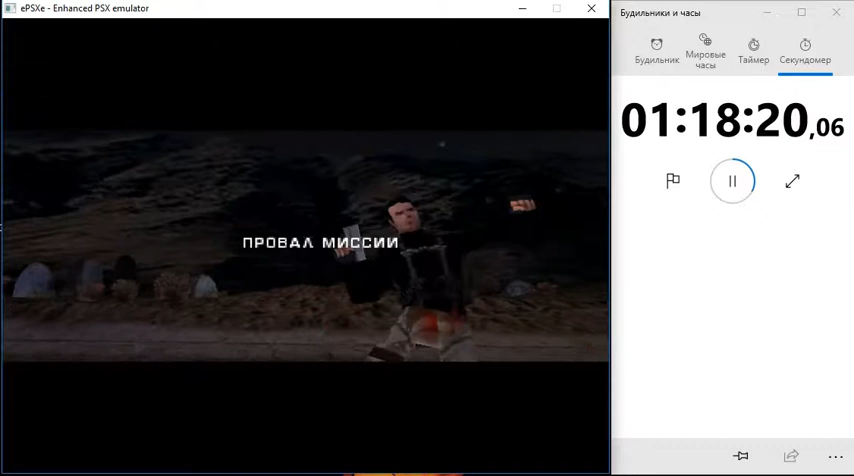 ePSXe - Enhanced PSX emulator
Будильники и часы
Будильник
Мировые часы
Таймер
Секундомер
01:18:20,06
ПРОВАЛ МИССИИ